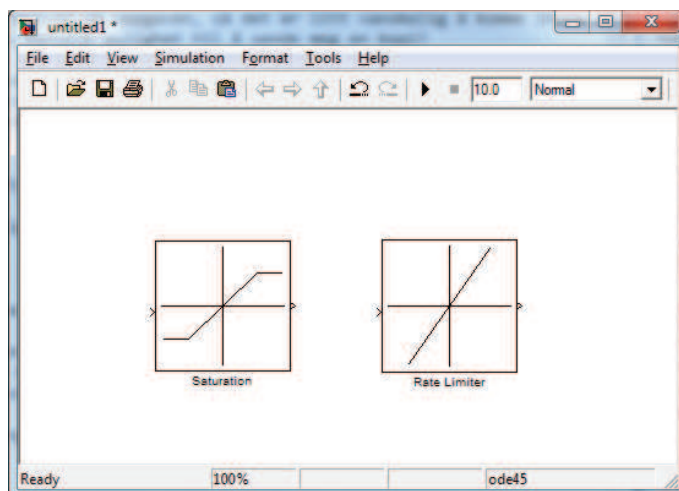 untitled1 *
File Edit View Simulation Format Tools Help
10.0 Normal
Saturation
Rate Limiter
Ready 100% ode45